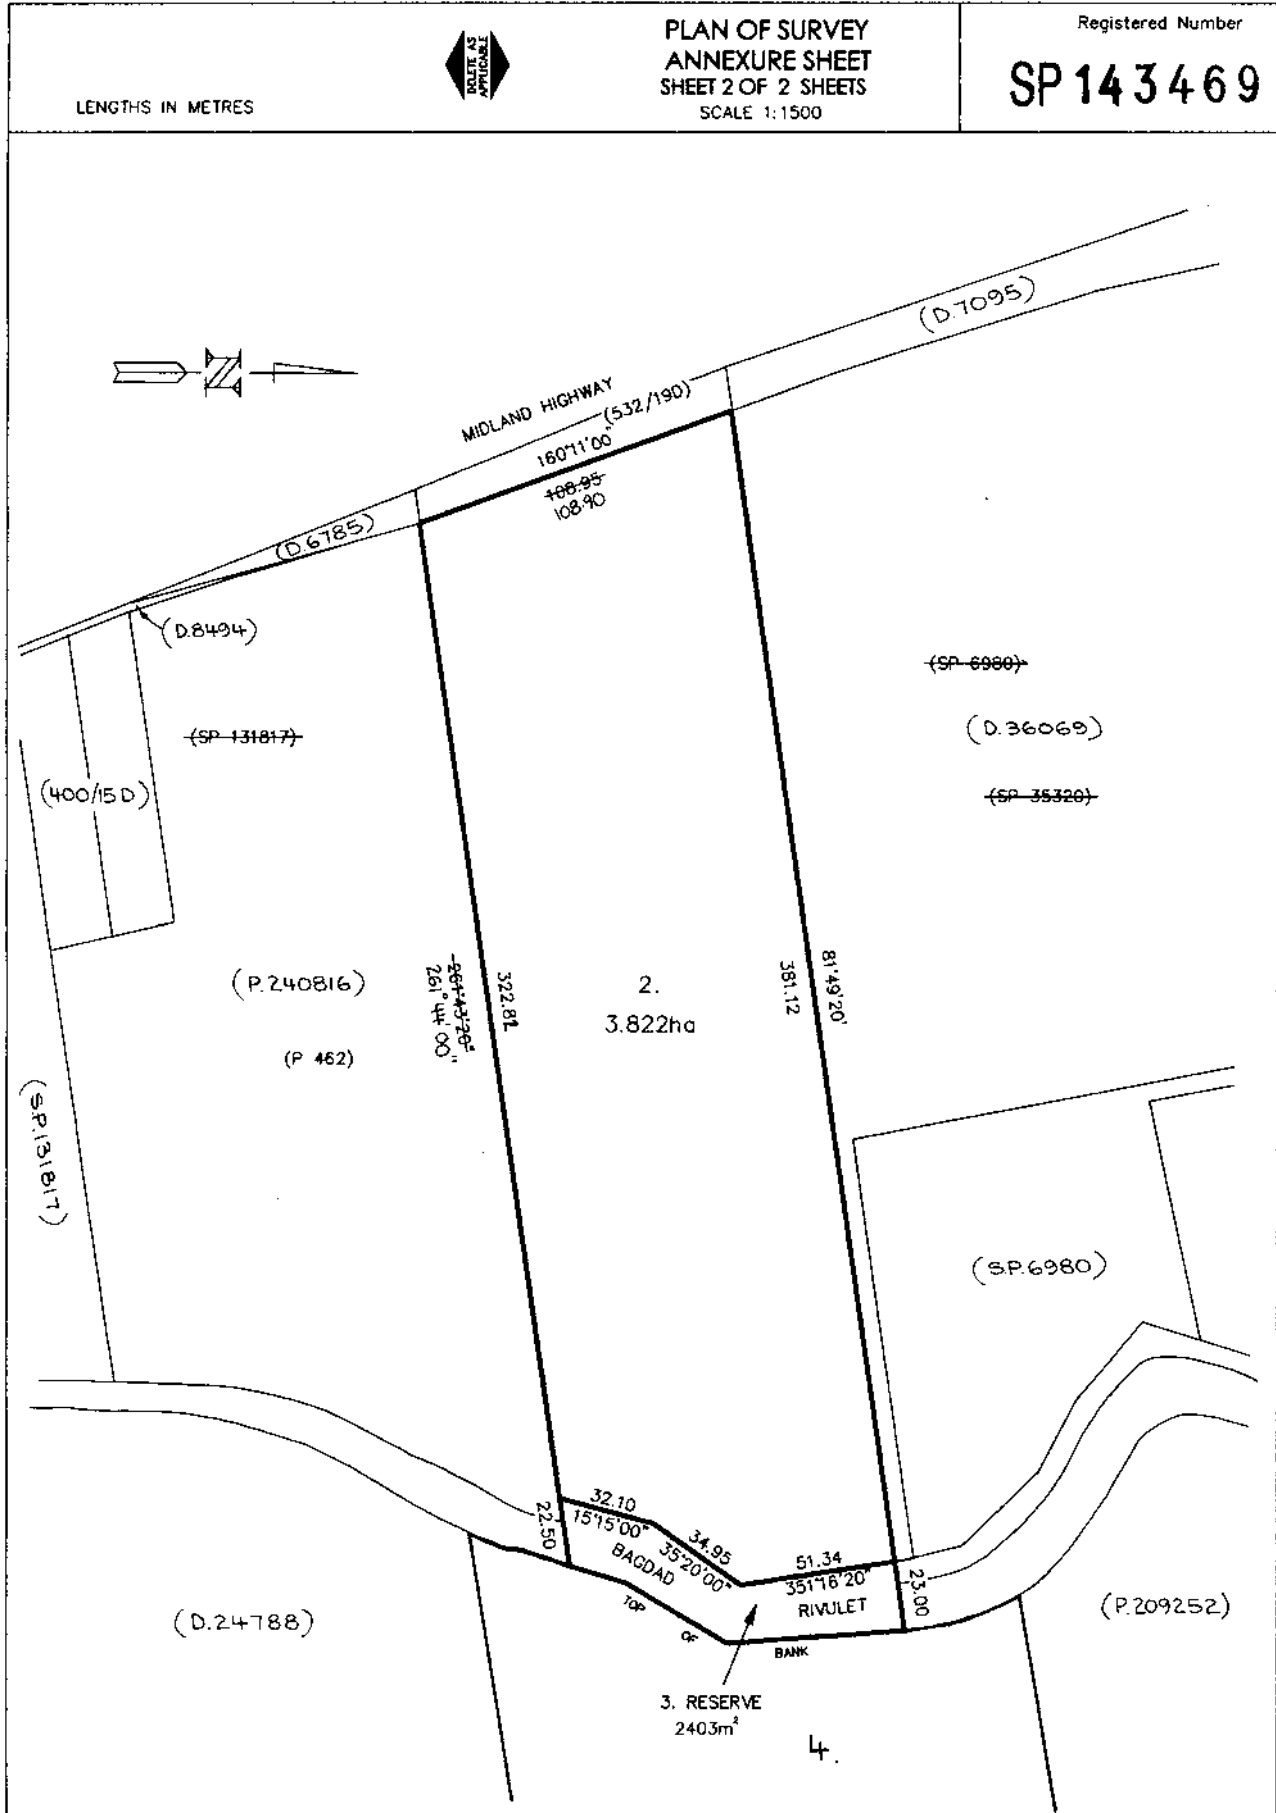 LENGTHS IN METRES
DELETE AS
APPLICABLE
PLAN OF SURVEY
ANNEXURE SHEET
SHEET 2 OF 2 SHEETS
SCALE 1:1500
Registered Number
SP 143469
(D.7095)
N
MIDLAND HIGHWAY
(532/19D)
160°11'00"
108.95
108.90
(D.6785)
(D.8494)
(SP 6980)
(SP 131817)
(D.36069)
(400/15 D)
(SP 35320)
(P.240816)
261°43'20"
261°44'00"
322.82
2.
3.822ha
381.12
81°49'20"
(P 462)
(S.P.131817)
(S.P.6980)
22.50
32.10
15°15'00"
34.95
35°20'00"
51.34
351°16'20"
23.00
BAGDAD
RIVULET
TOP
OF
BANK
(D.24788)
(P.209252)
3. RESERVE
2403m²
4.